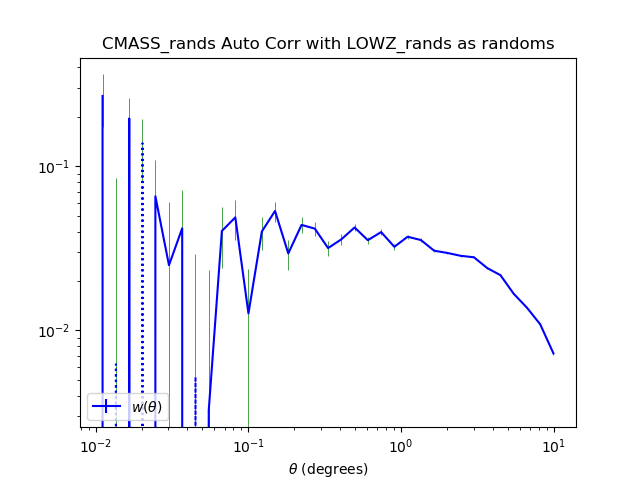 CMASS_rands Auto Corr with LOWZ_rands as randoms
10⁻¹
10⁻²
w(θ)
10⁻² 10⁻¹ 10⁰ 10¹
θ (degrees)